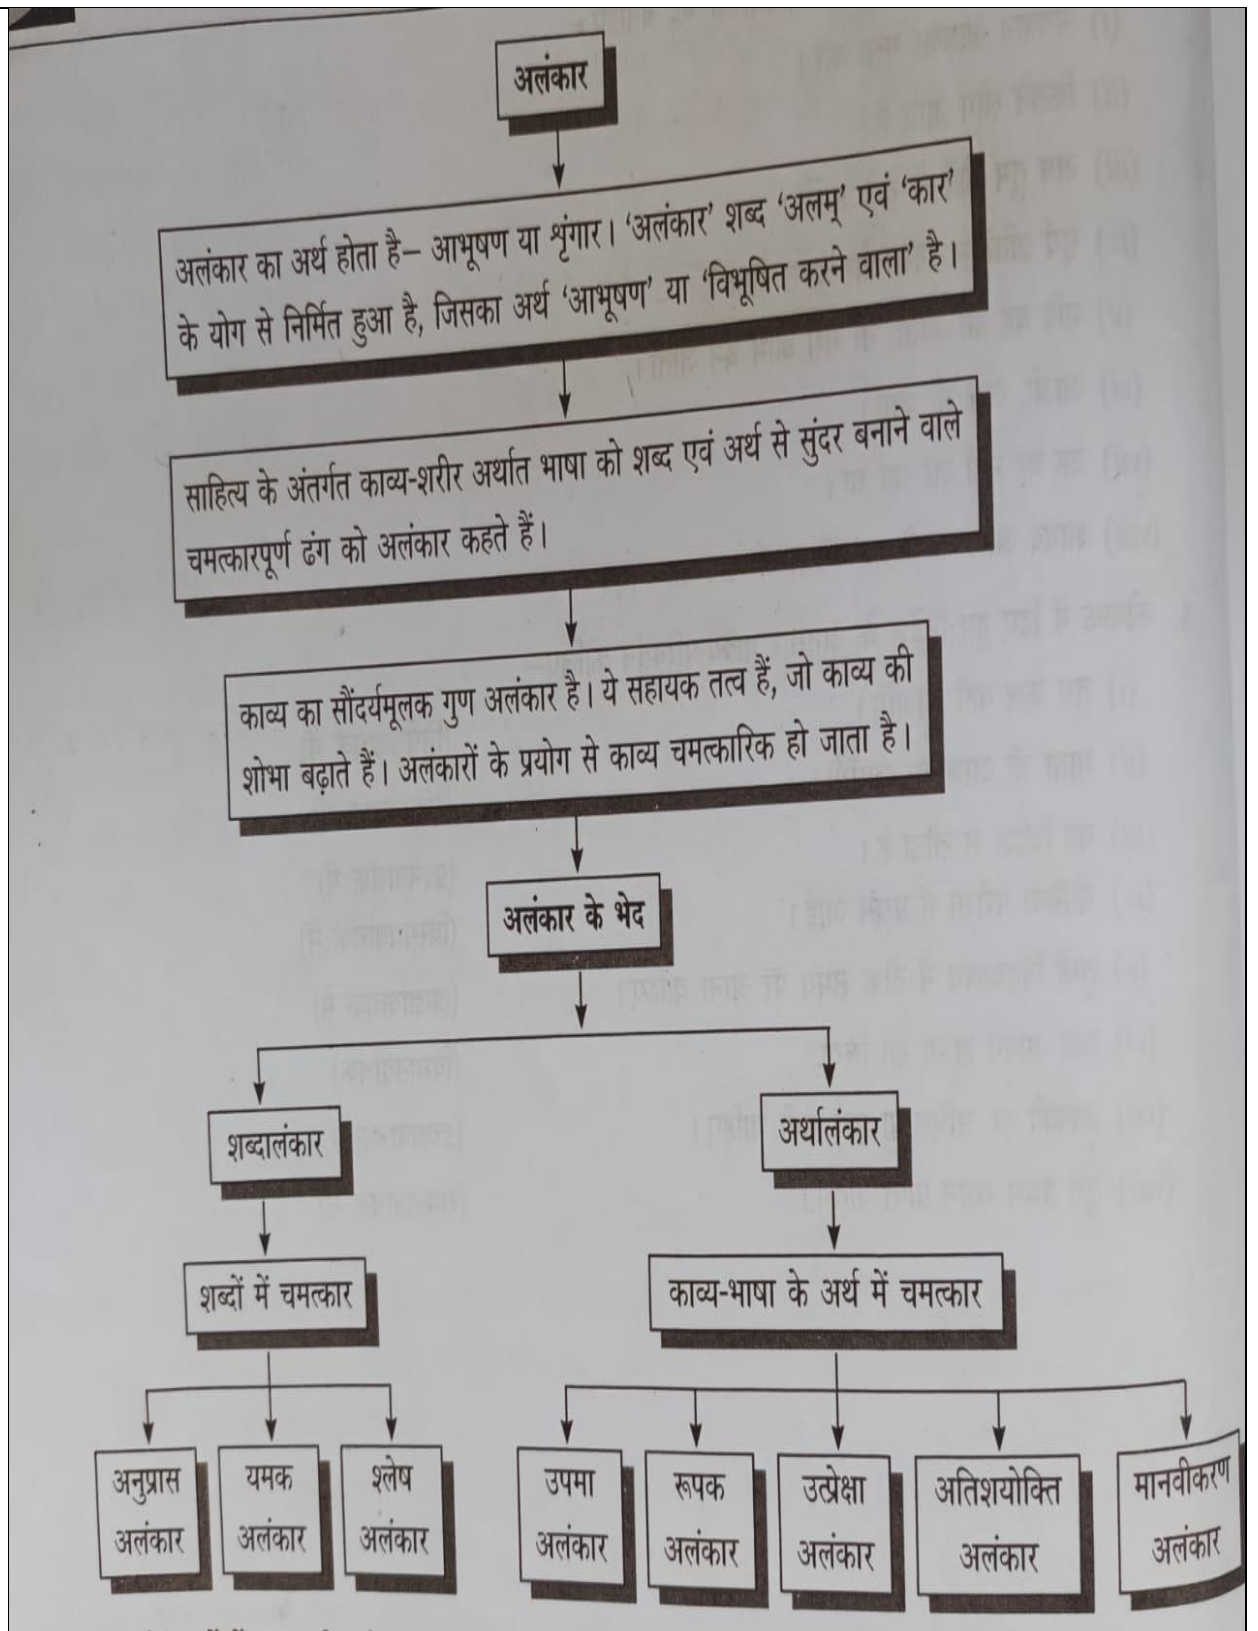 अलंकार
अलंकार का अर्थ होता है– आभूषण या शृंगार। ‘अलंकार’ शब्द ‘अलम्’ एवं ‘कार’
के योग से निर्मित हुआ है, जिसका अर्थ ‘आभूषण’ या ‘विभूषित करने वाला’ है।
साहित्य के अंतर्गत काव्य-शरीर अर्थात भाषा को शब्द एवं अर्थ से सुंदर बनाने वाले
चमत्कारपूर्ण ढंग को अलंकार कहते हैं।
काव्य का सौंदर्यमूलक गुण अलंकार है। ये सहायक तत्व हैं, जो काव्य की
शोभा बढ़ाते हैं। अलंकारों के प्रयोग से काव्य चमत्कारिक हो जाता है।
अलंकार के भेद
शब्दालंकार
अर्थालंकार
शब्दों में चमत्कार
काव्य-भाषा के अर्थ में चमत्कार
अनुप्रास
अलंकार
यमक
अलंकार
श्लेष
अलंकार
उपमा
अलंकार
रूपक
अलंकार
उत्प्रेक्षा
अलंकार
अतिशयोक्ति
अलंकार
मानवीकरण
अलंकार